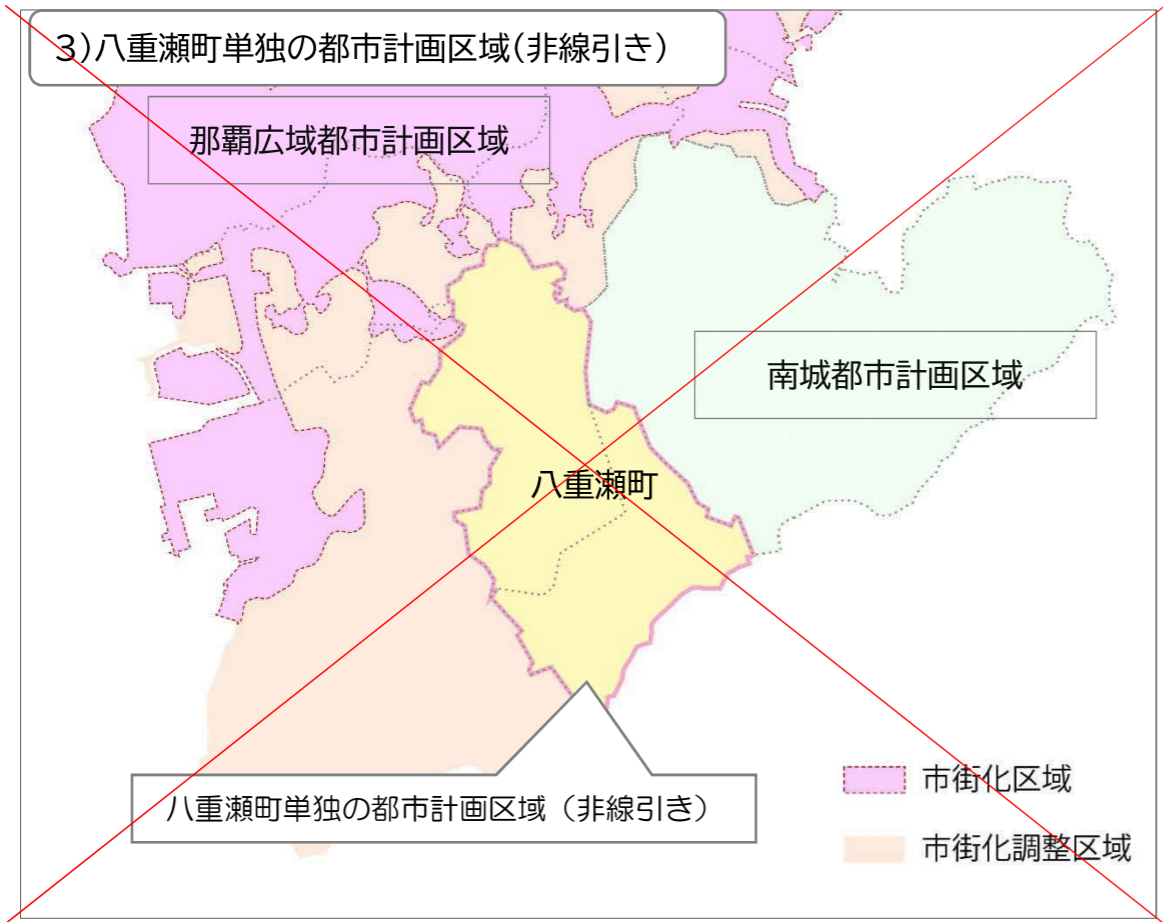 3)八重瀬町単独の都市計画区域(非線引き)
那覇広域都市計画区域
南城都市計画区域
八重瀬町
八重瀬町単独の都市計画区域（非線引き）
市街化区域
市街化調整区域